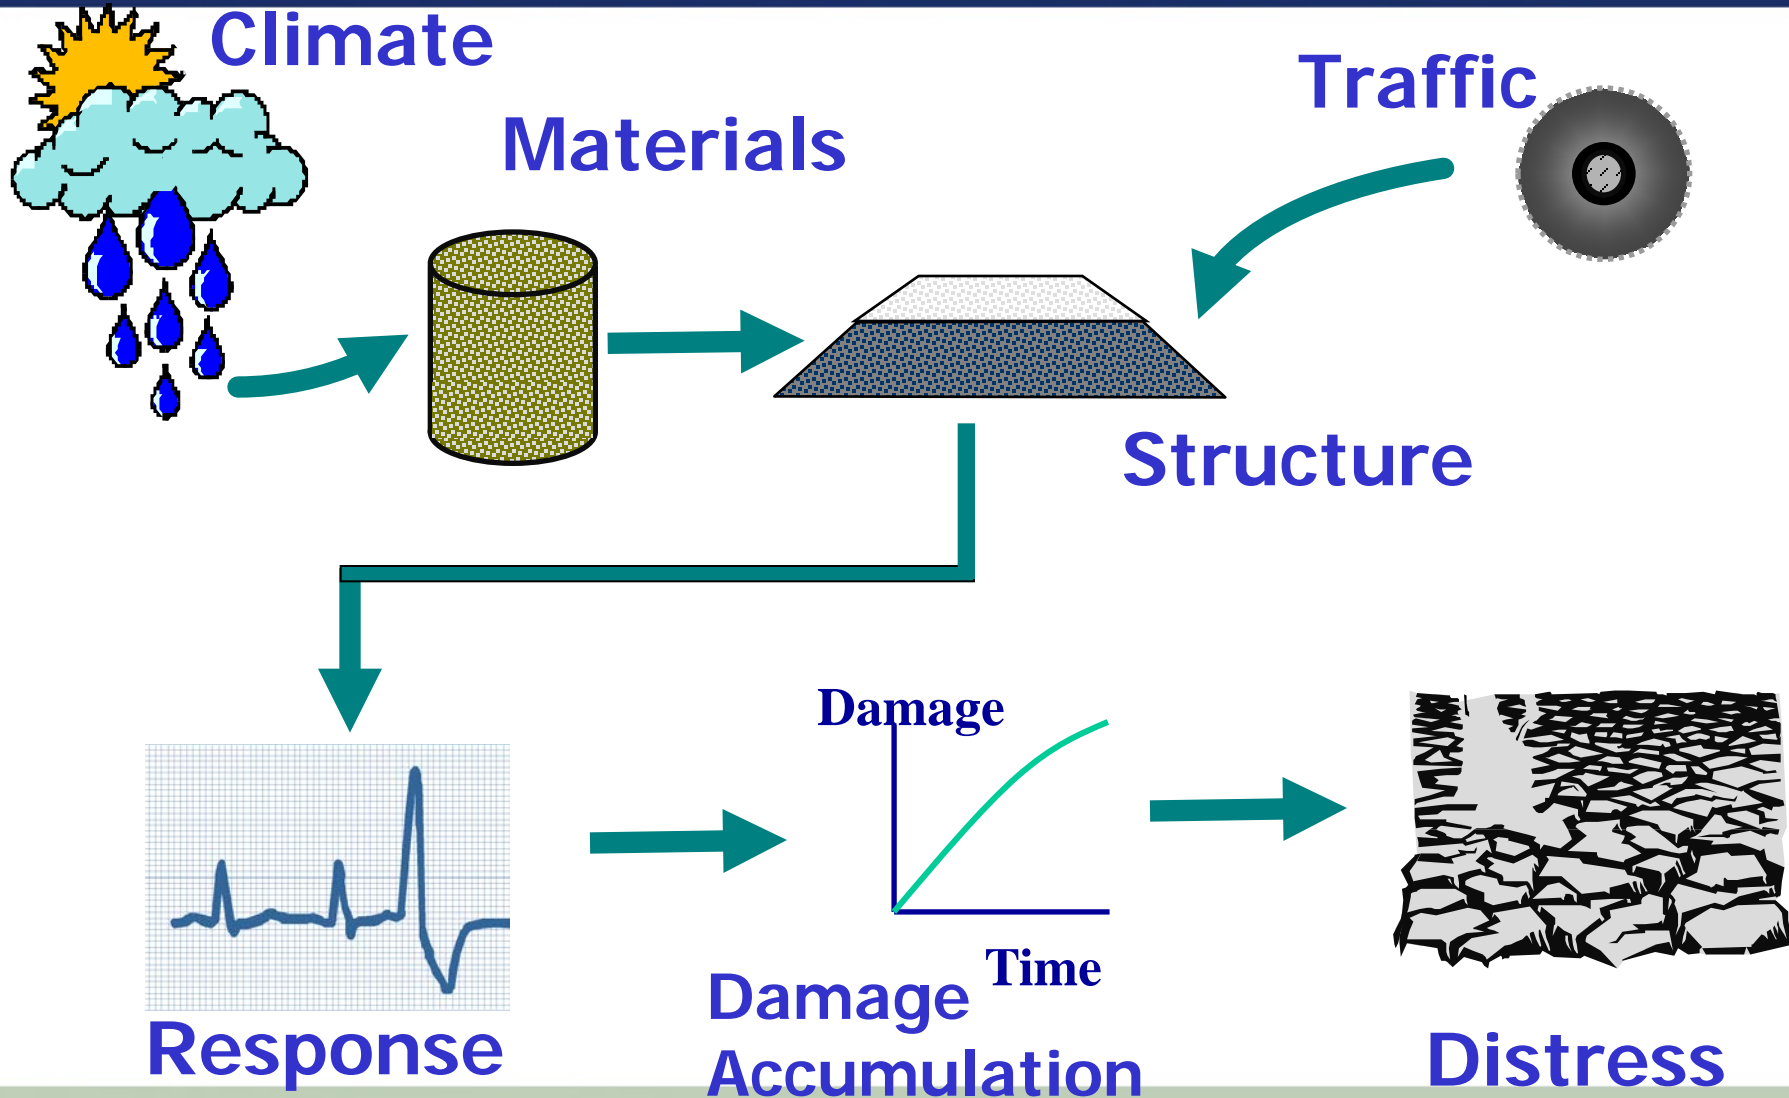 Climate
Traffic
Materials
Structure
Damage
Time
Response
Damage
Accumulation
Distress